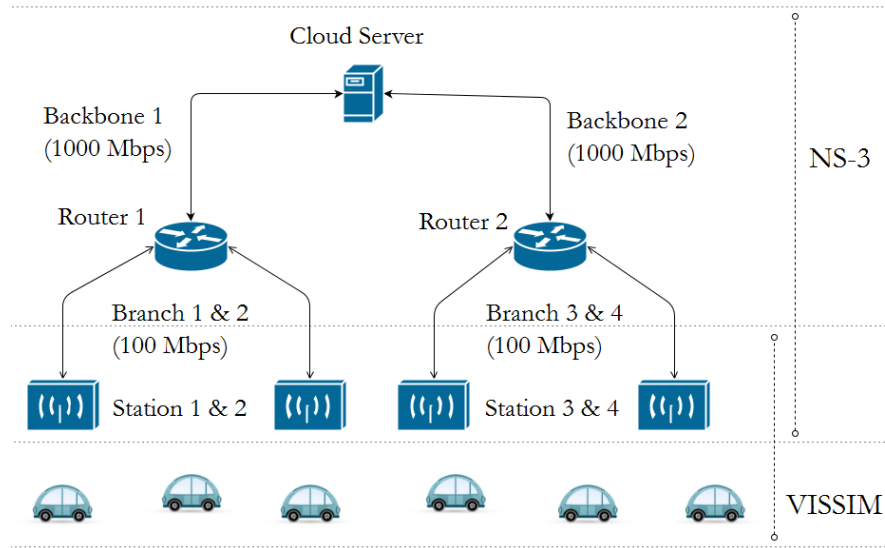 Cloud Server
Backbone 1
(1000 Mbps)
Backbone 2
(1000 Mbps)
NS-3
Router 1
Router 2
Branch 1 & 2
(100 Mbps)
Branch 3 & 4
(100 Mbps)
Station 1 & 2
Station 3 & 4
VISSIM